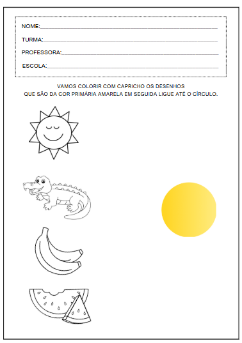 NOME:
TURMA:
PROFESSORA:
ESCOLA:
VAMOS COLORIR COM CAPRICHO OS DESENHOS
QUE SÃO DA COR PRIMARIA AMARELA EM SEGUIDA LIGUE ATÉ O CÍRCULO.